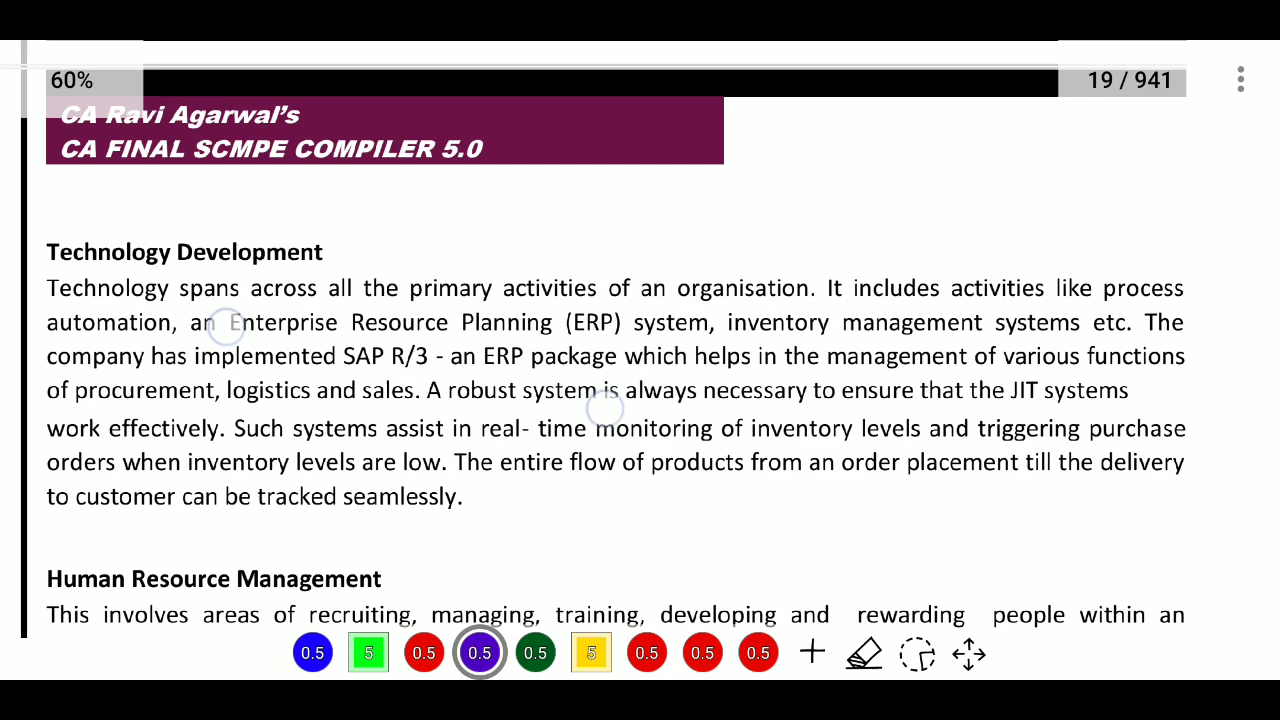 60%
19 / 941
CA Ravi Agarwal's
CA FINAL SCMPE COMPILER 5.0
Technology Development
Technology spans across all the primary activities of an organisation. It includes activities like process
automation, an Enterprise Resource Planning (ERP) system, inventory management systems etc. The
company has implemented SAP R/3 - an ERP package which helps in the management of various functions
of procurement, logistics and sales. A robust system is always necessary to ensure that the JIT systems
work effectively. Such systems assist in real- time monitoring of inventory levels and triggering purchase
orders when inventory levels are low. The entire flow of products from an order placement till the delivery
to customer can be tracked seamlessly.
Human Resource Management
This involves areas of recruiting, managing, training, developing and rewarding people within an
0.5 5 0.5 0.5 0.5 5 0.5 0.5 0.5